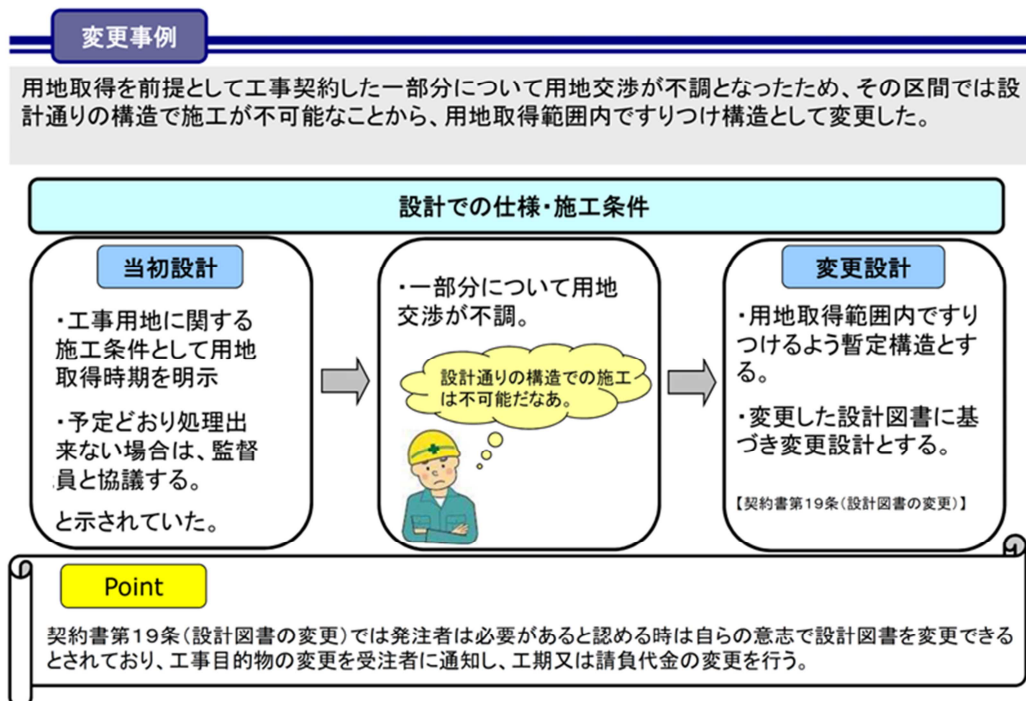 変更事例
用地取得を前提として工事契約した一部分について用地交渉が不調となったため、その区間では設
計通りの構造で施工が不可能なことから、用地取得範囲内ですりつけ構造として変更した。
設計での仕様・施工条件
当初設計
・工事用地に関する
施工条件として用地
取得時期を明示
・予定どおり処理出
来ない場合は、監督
員と協議する。
と示されていた。
・一部分について用地
交渉が不調。
設計通りの構造での施工
は不可能だなあ。
変更設計
・用地取得範囲内ですり
つけるよう暫定構造とす
る。
・変更した設計図書に基
づき変更設計とする。
【契約書第19条(設計図書の変更)】
Point
契約書第19条(設計図書の変更)では発注者は必要があると認める時は自らの意志で設計図書を変更できる
とされており、工事目的物の変更を受注者に通知し、工期又は請負代金の変更を行う。